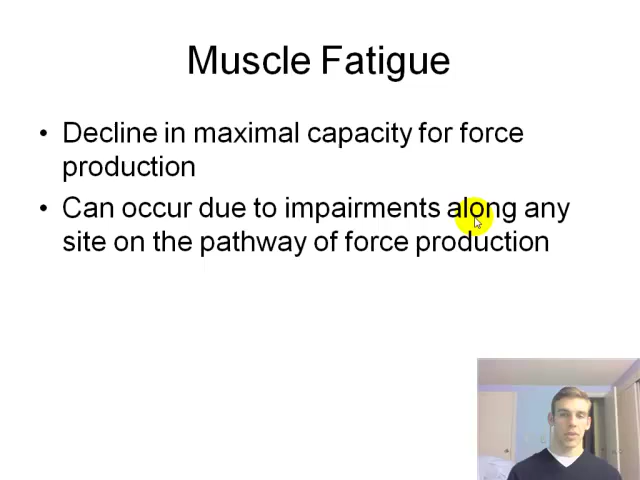 Muscle Fatigue
• Decline in maximal capacity for force
production
• Can occur due to impairments along any
site on the pathway of force production